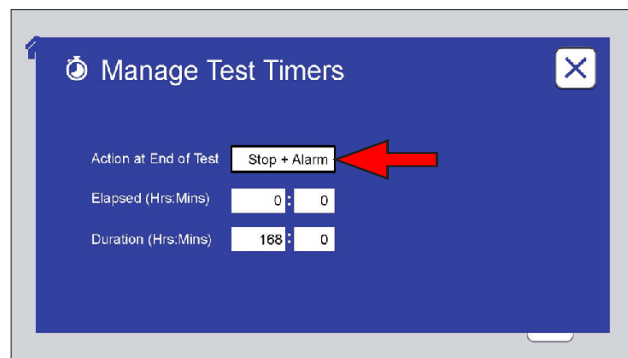 Manage Test Timers
Action at End of Test Stop + Alarm
Elapsed (Hrs:Mins) 0 : 0
Duration (Hrs:Mins) 168 : 0